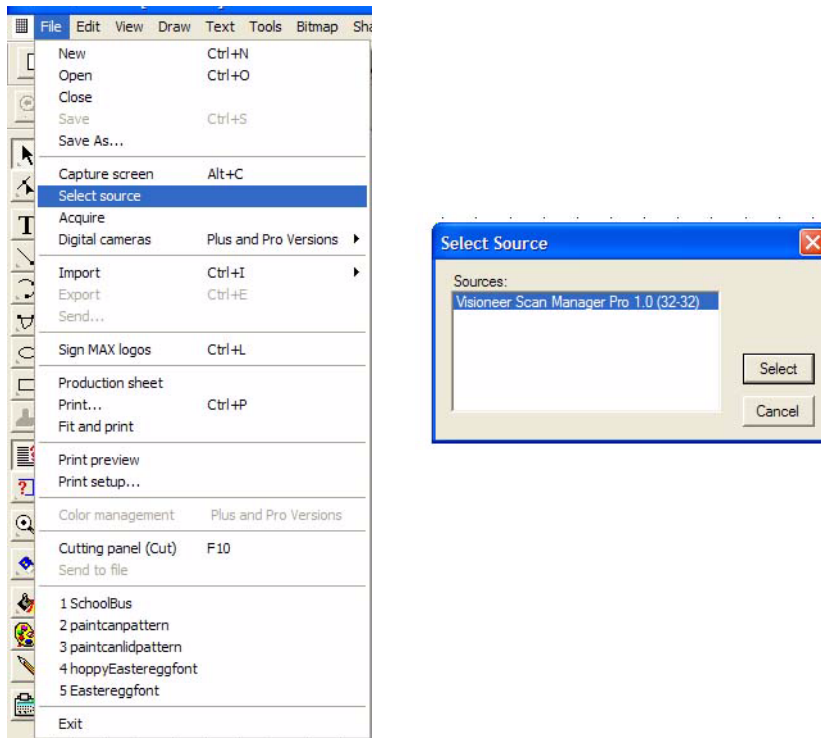 File Edit View Draw Text Tools Bitmap Sha
New Ctrl+N
Open Ctrl+O
Close
Save Ctrl+S
Save As...
Capture screen Alt+C
Select source
Acquire
Digital cameras Plus and Pro Versions
Import Ctrl+I
Export Ctrl+E
Send...
Sign MAX logos Ctrl+L
Production sheet
Print... Ctrl+P
Fit and print
Print preview
Print setup...
Color management Plus and Pro Versions
Cutting panel (Cut) F10
Send to file
1 SchoolBus
2 paintcanpattern
3 paintcanlidpattern
4 hoppyEastereggfont
5 Eastereggfont
Exit
Select Source
Sources:
Visioneer Scan Manager Pro 1.0 (32-32)
Select
Cancel